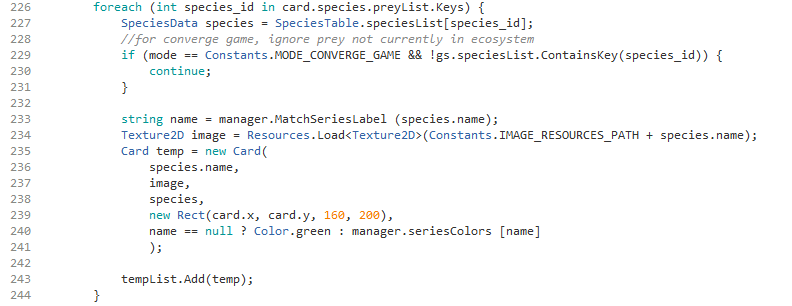 226 foreach (int species_id in card.species.preyList.Keys) {
227 SpeciesData species = SpeciesTable.speciesList[species_id];
228 //for converge game, ignore prey not currently in ecosystem
229 if (mode == Constants.MODE_CONVERGE_GAME && !gs.speciesList.ContainsKey(species_id)) {
230 continue;
231 }
232
233 string name = manager.MatchSeriesLabel (species.name);
234 Texture2D image = Resources.Load<Texture2D>(Constants.IMAGE_RESOURCES_PATH + species.name);
235 Card temp = new Card(
236 species.name,
237 image,
238 species,
239 new Rect(card.x, card.y, 160, 200),
240 name == null ? Color.green : manager.seriesColors [name]
241 );
242
243 tempList.Add(temp);
244 }